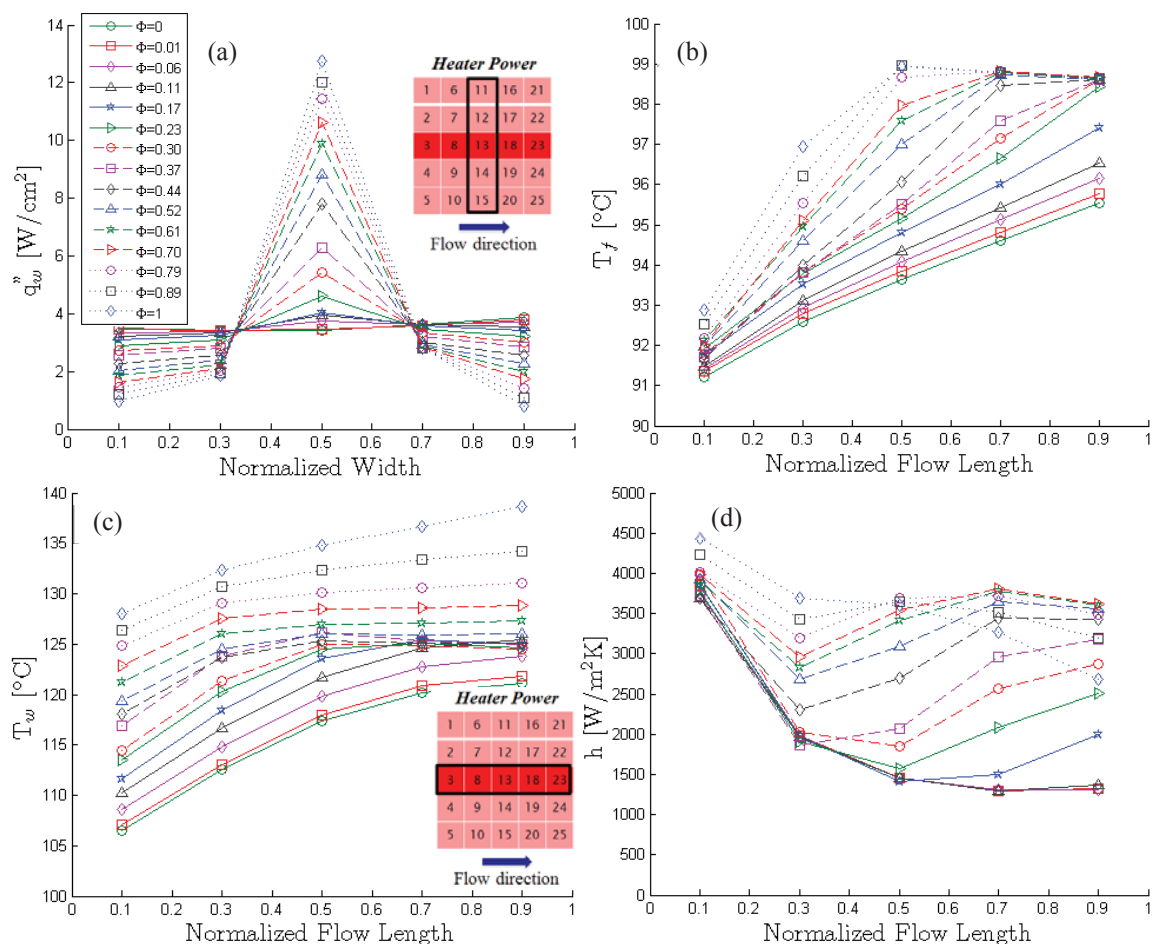 (a)
q"w [W/cm²]
16
14
12
10
8
6
4
2
0
Φ=0
Φ=0.01
Φ=0.06
Φ=0.11
Φ=0.17
Φ=0.23
Φ=0.30
Φ=0.37
Φ=0.44
Φ=0.52
Φ=0.61
Φ=0.70
Φ=0.79
Φ=0.89
Φ=1
Heater Power
1 6 11 16 21
2 7 12 17 22
3 8 13 18 23
4 9 14 19 24
5 10 15 20 25
Flow direction
0 0.1 0.2 0.3 0.4 0.5 0.6 0.7 0.8 0.9 1
Normalized Width
(b)
T_f [°C]
100
99
98
97
96
95
94
93
92
91
90
0 0.1 0.2 0.3 0.4 0.5 0.6 0.7 0.8 0.9 1
Normalized Flow Length
(c)
T_w [°C]
140
135
130
125
120
115
110
105
100
Heater Power
1 6 11 16 21
2 7 12 17 22
3 8 13 18 23
4 9 14 19 24
5 10 15 20 25
Flow direction
0 0.1 0.2 0.3 0.4 0.5 0.6 0.7 0.8 0.9 1
Normalized Flow Length
(d)
h [W/m²K]
5000
4500
4000
3500
3000
2500
2000
1500
1000
500
0
0 0.1 0.2 0.3 0.4 0.5 0.6 0.7 0.8 0.9 1
Normalized Flow Length